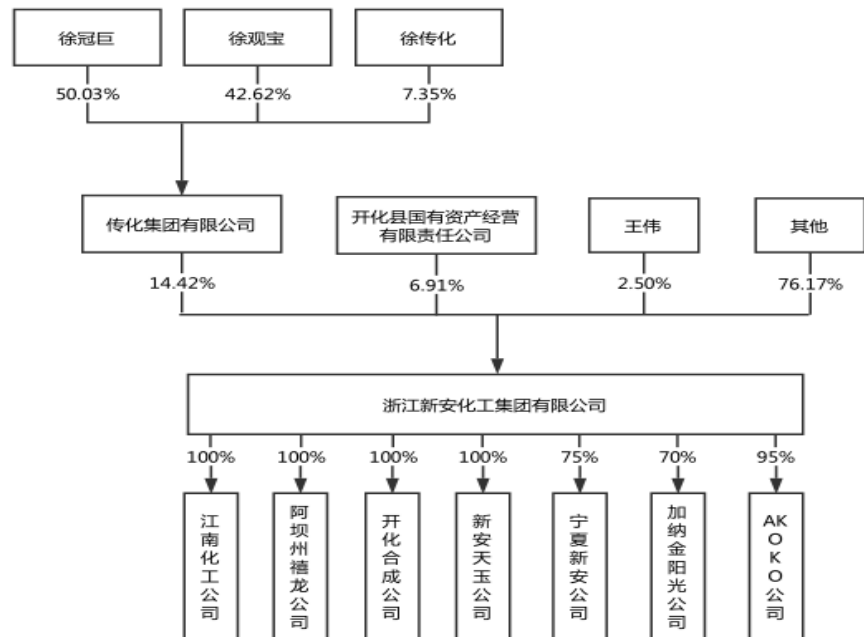 徐冠巨
徐观宝
徐传化
50.03%
42.62%
7.35%
传化集团有限公司
开化县国有资产经营
有限责任公司
王伟
其他
14.42%
6.91%
2.50%
76.17%
浙江新安化工集团有限公司
100%
100%
100%
100%
75%
70%
95%
江南化工公司
阿坝州禧龙公司
开化合成公司
新安天玉公司
宁夏新安公司
加纳金阳光公司
AKOKO公司